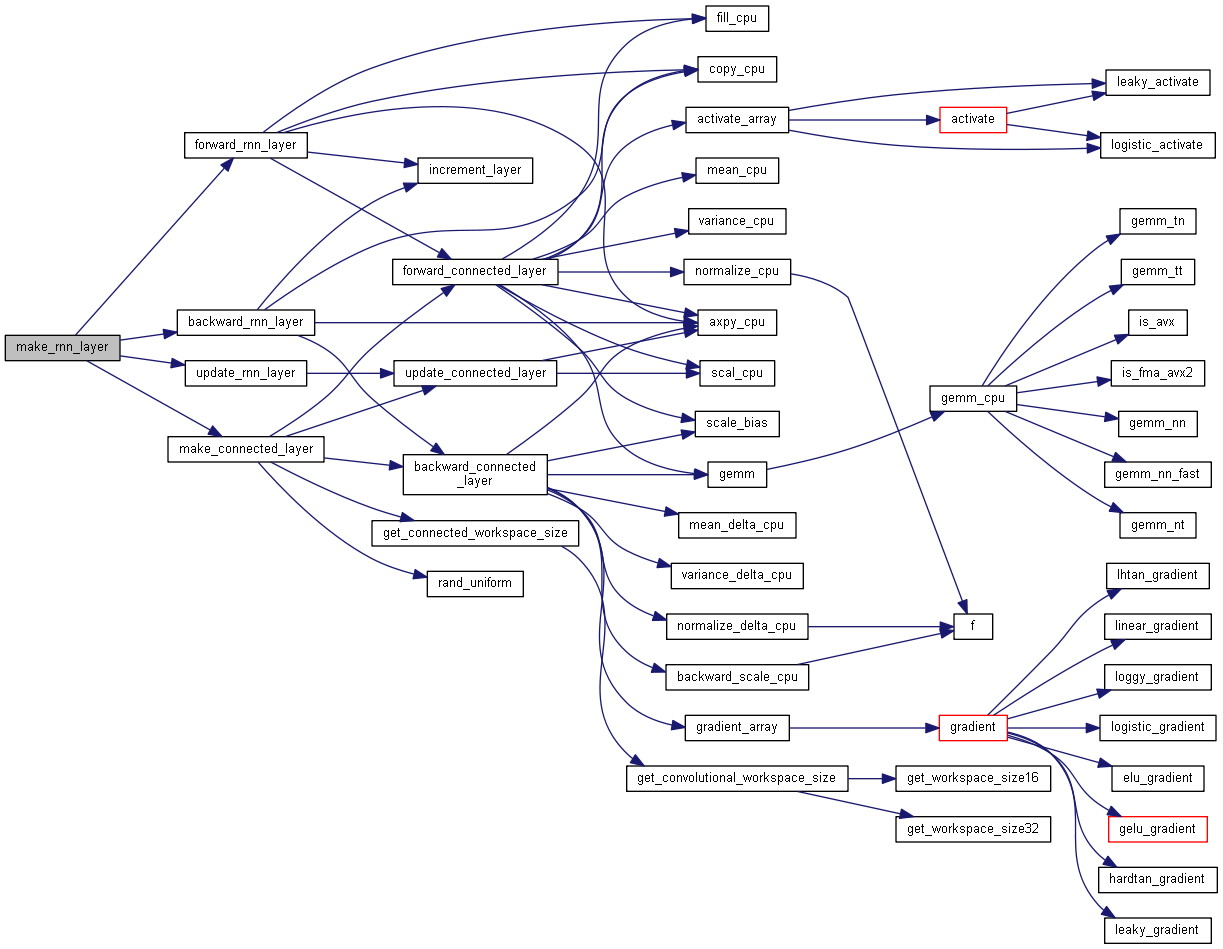 fill_cpu
copy_cpu
leaky_activate
activate_array
activate
forward_rnn_layer
logistic_activate
increment_layer
mean_cpu
variance_cpu
gemm_tn
forward_connected_layer
normalize_cpu
gemm_tt
backward_rnn_layer
axpy_cpu
is_avx
make_rnn_layer
update_rnn_layer
update_connected_layer
scal_cpu
is_fma_avx2
gemm_cpu
scale_bias
gemm_nn
make_connected_layer
backward_connected
_layer
gemm
gemm_nn_fast
mean_delta_cpu
gemm_nt
get_connected_workspace_size
variance_delta_cpu
lhtan_gradient
rand_uniform
normalize_delta_cpu
f
linear_gradient
backward_scale_cpu
loggy_gradient
gradient_array
gradient
logistic_gradient
get_convolutional_workspace_size
get_workspace_size16
elu_gradient
get_workspace_size32
gelu_gradient
hardtan_gradient
leaky_gradient